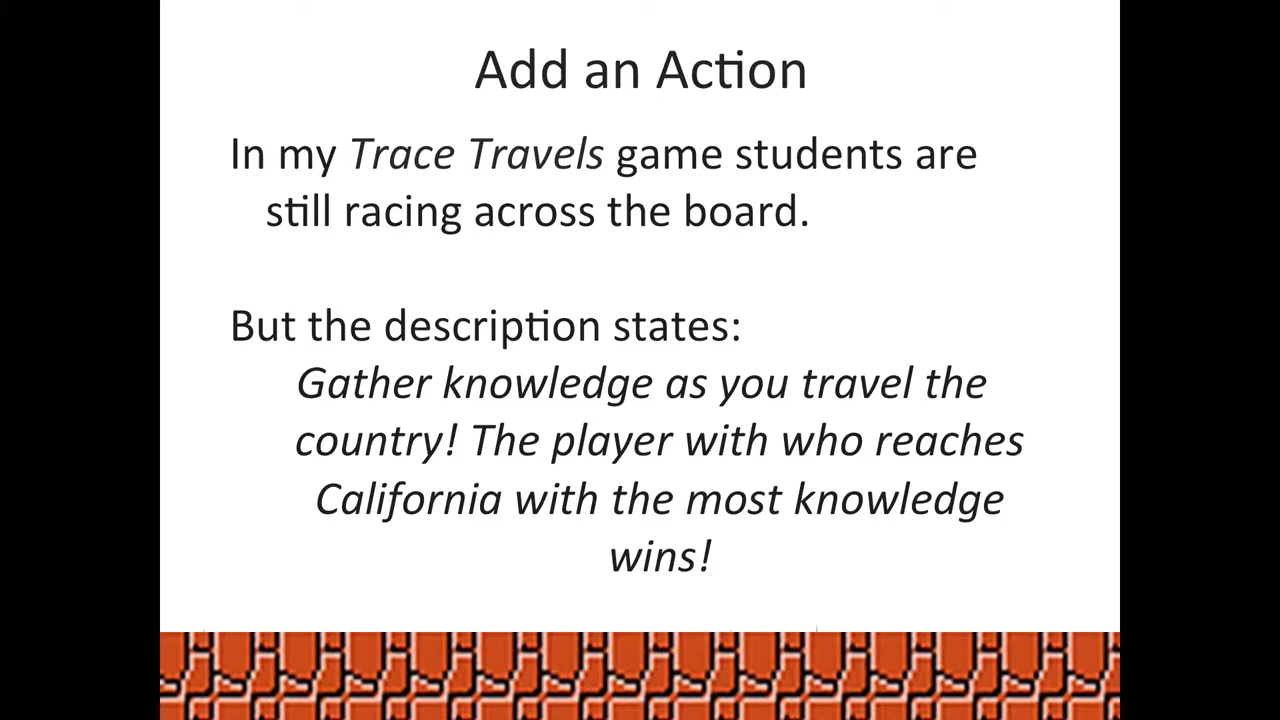 Add an Action
In my Trace Travels game students are
still racing across the board.
But the description states:
Gather knowledge as you travel the
country! The player with who reaches
California with the most knowledge
wins!